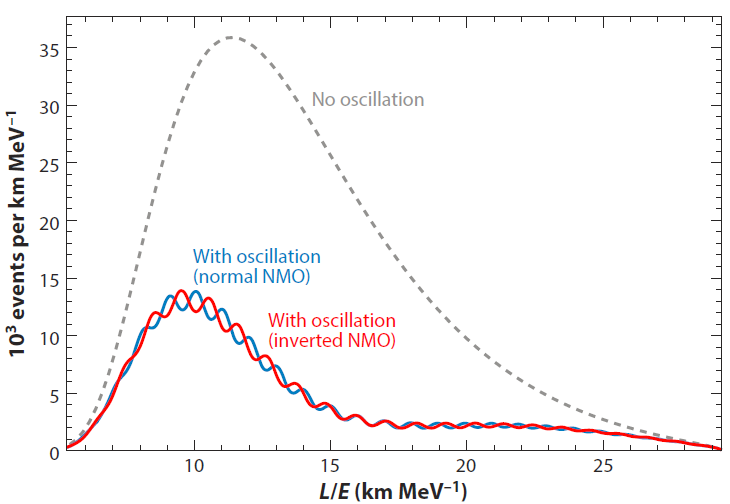 35
30
25
20
15
10
5
0
10³ events per km MeV⁻¹
No oscillation
With oscillation
(normal NMO)
With oscillation
(inverted NMO)
10 15 20 25
L/E (km MeV⁻¹)